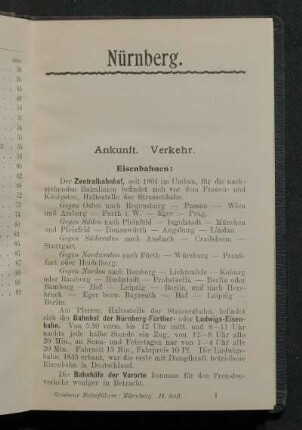 Seite
Nürnberg.
Ankunft. Verkehr.
Eisenbahnen:
Der Zentralbahnhof, seit 1901 im Umbau, für die nach-
stehenden Bahnlinien befindet sich vor dem Frauen- und
Königstor, Haltestelle der Strassenbahn.
Gegen Osten nach Regensburg — Passau — Wien
und Amberg — Furth i. W. — Eger — Prag.
Gegen Süden nach Pleinfeld — Ingolstadt — München
und Pleinfeld — Donauwörth — Augsburg — Lindau.
Gegen Südwesten nach Ansbach — Crailsheim —
Stuttgart.
Gegen Nordwesten nach Fürth — Würzburg — Frank-
furt oder Heidelberg.
Gegen Norden nach Bamberg — Lichtenfels — Koburg
oder Bamberg — Hochstadt — Probstzella — Berlin oder
Bamberg — Hof — Leipzig — Berlin, und nach Hers-
bruck — Eger bezw. Bayreuth — Hof — Leipzig —
Berlin.
Am Plerrer, Haltestelle der Strassenbahn, befindet
sich der Bahnhof der Nürnberg-Fürther- oder Ludwigs-Eisen-
bahn. Von 5.30 vorm. bis 12 Uhr mitt. und 8—11 Uhr
nachts jede halbe Stunde ein Zug, von 12—8 Uhr alle
20 Min., an Sonn- und Feiertagen nur von 1—4 Uhr alle
20 Min. Fahrzeit 15 Min., Fahrpreis 10 Pf. Die Ludwigs-
bahn, 1835 erbaut, war die erste mit Dampfkraft betriebene
Eisenbahn in Deutschland.
Die Bahnhöfe der Vororte kommen für den Fremdenver-
kehr weniger in Betracht.
Griebens Reiseführer: Nürnberg. 11. Aufl. 1